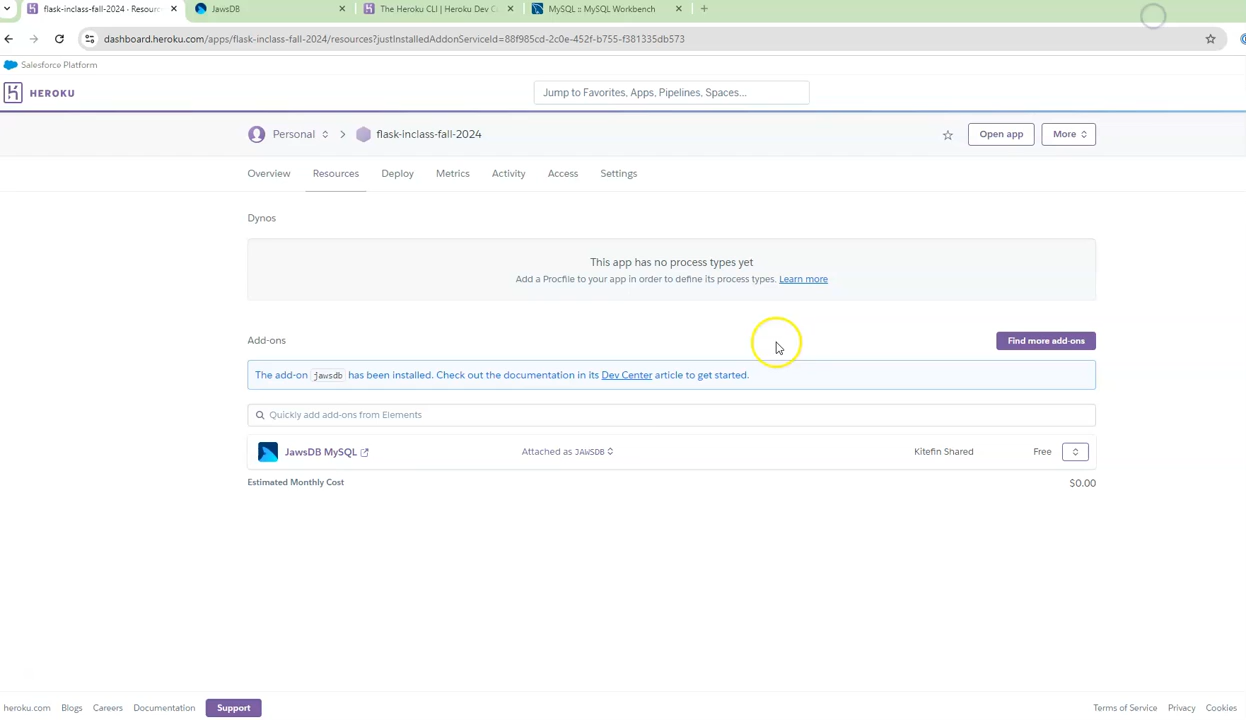 flask-inclass-fall-2024 - Resourc
JawsDB
The Heroku CLI | Heroku Dev C
MySQL :: MySQL Workbench
dashboard.heroku.com/apps/flask-inclass-fall-2024/resources?justInstalledAddonServiceId=88f985cd-2c0e-452f-b755-f381335db573
Salesforce Platform
HEROKU
Jump to Favorites, Apps, Pipelines, Spaces...
Personal
flask-inclass-fall-2024
Open app
More
Overview
Resources
Deploy
Metrics
Activity
Access
Settings
Dynos
This app has no process types yet
Add a Procfile to your app in order to define its process types. Learn more
Add-ons
Find more add-ons
The add-on jawsdb has been installed. Check out the documentation in its Dev Center article to get started.
Quickly add add-ons from Elements
JawsDB MySQL
Attached as JAWSDB
Kitefin Shared
Free
Estimated Monthly Cost
$0.00
heroku.com
Blogs
Careers
Documentation
Support
Terms of Service
Privacy
Cookies